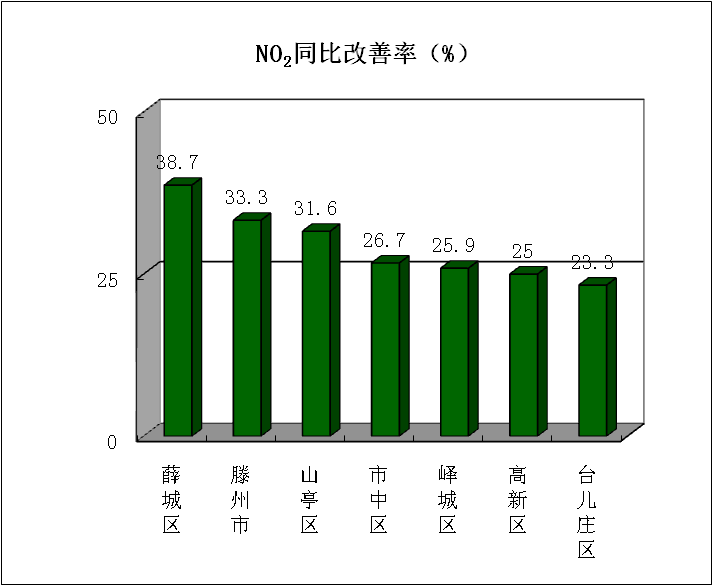 NO₂同比改善率（%）
50
25
0
38.7
33.3
31.6
26.7
25.9
25
23.3
薛城区
滕州市
山亭区
市中区
峄城区
高新区
台儿庄区